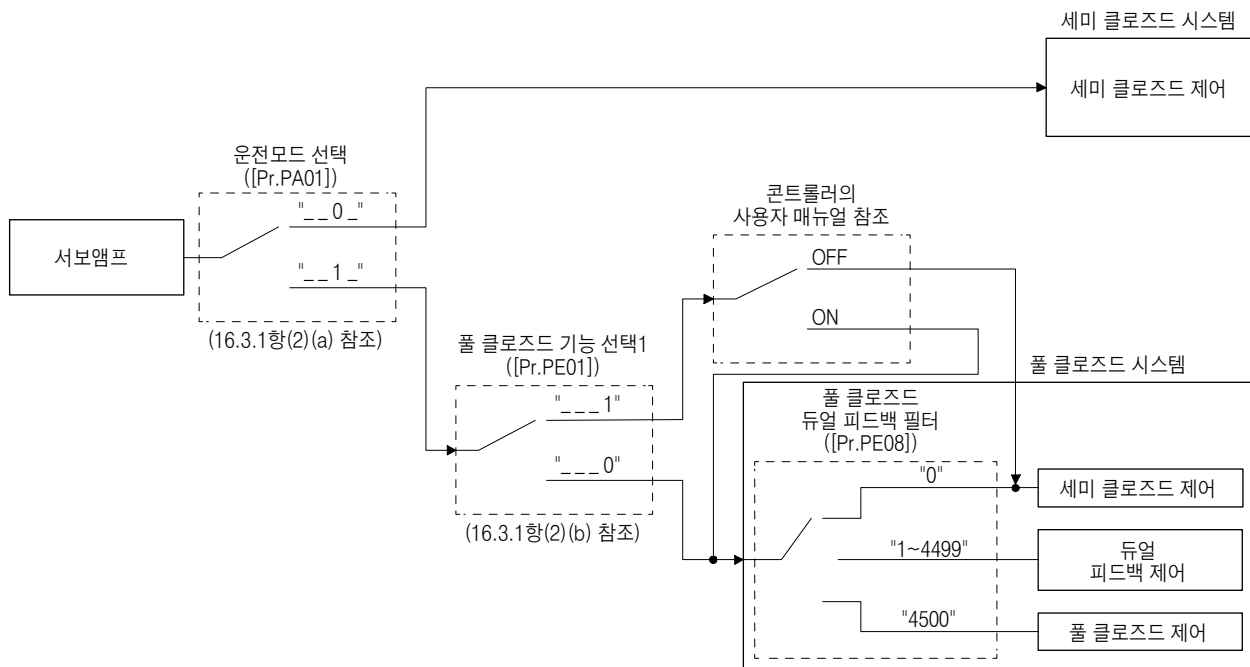 세미 클로즈드 시스템
세미 클로즈드 제어
운전모드 선택
([Pr.PA01])
"_ _ 0 _"
서보앰프
"_ _ 1 _"
(16.3.1항(2)(a) 참조)
콘트롤러의
사용자 매뉴얼 참조
OFF
ON
풀 클로즈드 기능 선택1
([Pr.PE01])
"_ _ _ 1"
"_ _ _ 0"
(16.3.1항(2)(b) 참조)
풀 클로즈드 시스템
풀 클로즈드
듀얼 피드백 필터
([Pr.PE08])
"0"
세미 클로즈드 제어
"1~4499"
듀얼
피드백 제어
"4500"
풀 클로즈드 제어